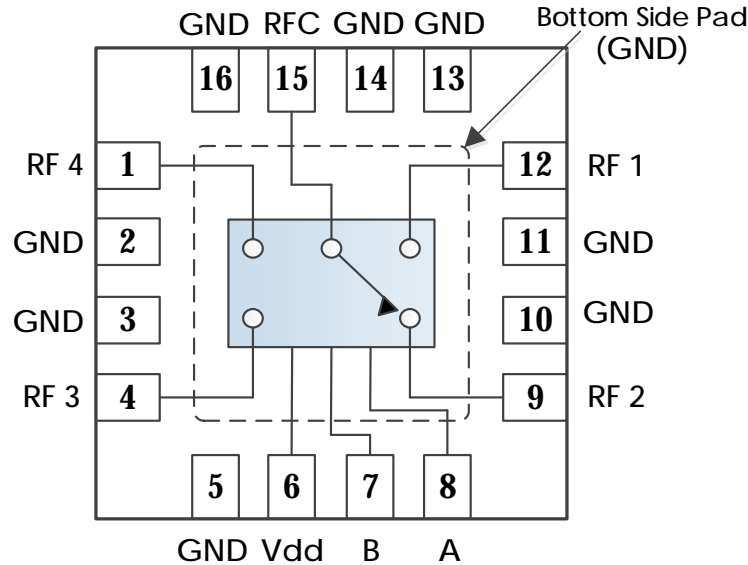 Bottom Side Pad
(GND)
GND RFC GND GND
16 15 14 13
RF 4 1 12 RF 1
GND 2 11 GND
GND 3 10 GND
RF 3 4 9 RF 2
5 6 7 8
GND Vdd B A